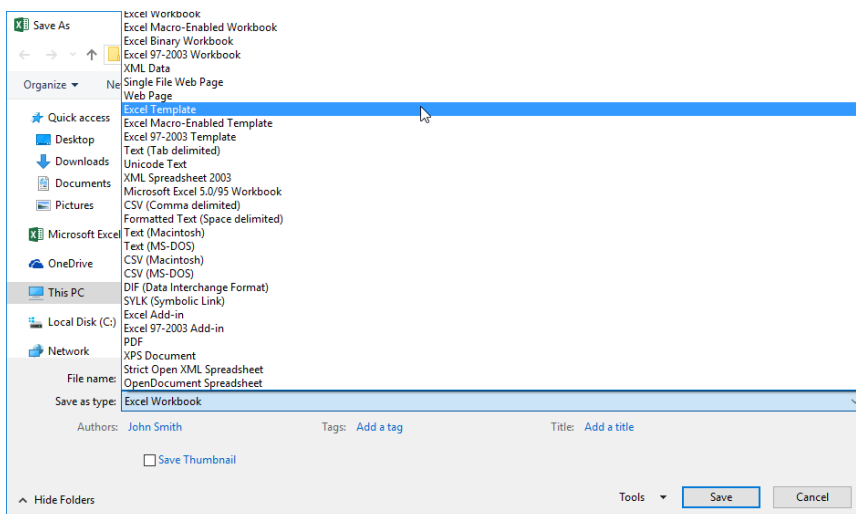 Save As
Excel Workbook
Excel Macro-Enabled Workbook
Excel Binary Workbook
Excel 97-2003 Workbook
XML Data
Single File Web Page
Web Page
Excel Template
Excel Macro-Enabled Template
Excel 97-2003 Template
Text (Tab delimited)
Unicode Text
XML Spreadsheet 2003
Microsoft Excel 5.0/95 Workbook
CSV (Comma delimited)
Formatted Text (Space delimited)
Text (Macintosh)
Text (MS-DOS)
CSV (Macintosh)
CSV (MS-DOS)
DIF (Data Interchange Format)
SYLK (Symbolic Link)
Excel Add-in
Excel 97-2003 Add-in
PDF
XPS Document
Strict Open XML Spreadsheet
OpenDocument Spreadsheet
Organize
Quick access
Desktop
Downloads
Documents
Pictures
Microsoft Excel
OneDrive
This PC
Local Disk (C:)
Network
File name:
Save as type: Excel Workbook
Authors: John Smith Tags: Add a tag Title: Add a title
Save Thumbnail
Hide Folders Tools Save Cancel